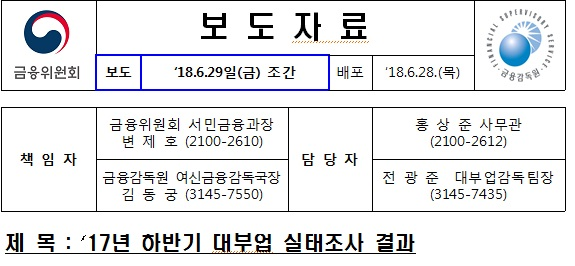 보 도 자 료
금융위원회
FINANCIAL SUPERVISORY SERVICE
금융감독원
보도
‘18.6.29일(금) 조간
배포
‘18.6.28.(목)
책 임 자
금융위원회 서민금융과장
변 제 호 (2100-2610)
담 당 자
홍 상 준 사무관
(2100-2612)
금융감독원 여신금융감독국장
김 동 궁 (3145-7550)
전 광 준 대부업감독팀장
(3145-7435)
제 목 : ‘17년 하반기 대부업 실태조사 결과